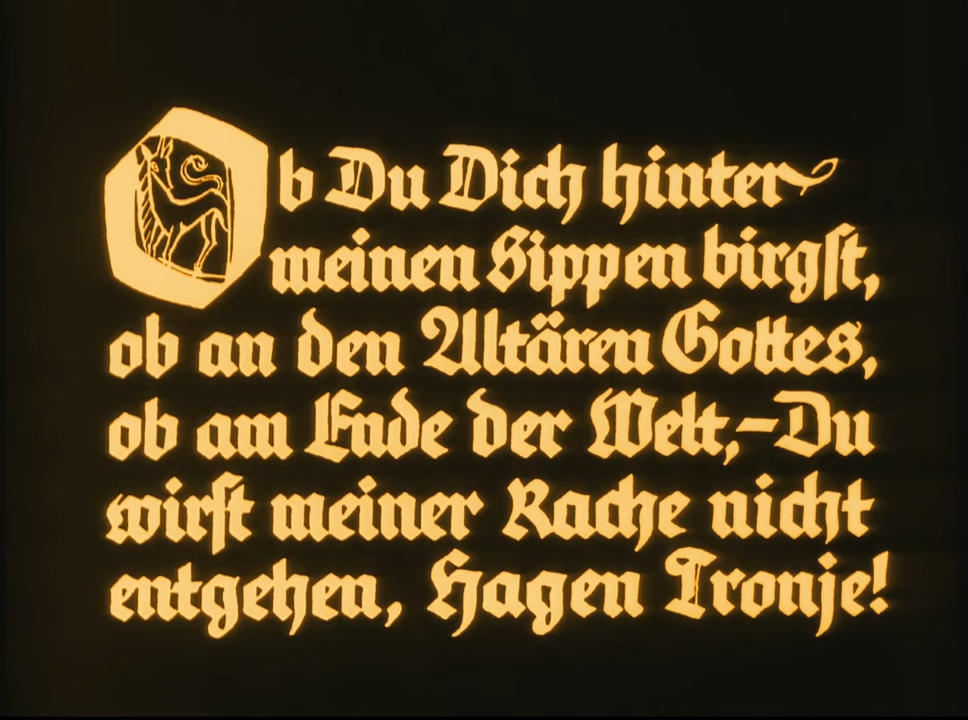 Ob Du Dich hinter
meinen Sippen birgst,
ob an den Altären Gottes,
ob am Ende der Welt,–Du
wirst meiner Rache nicht
entgehen, Hagen Tronje!